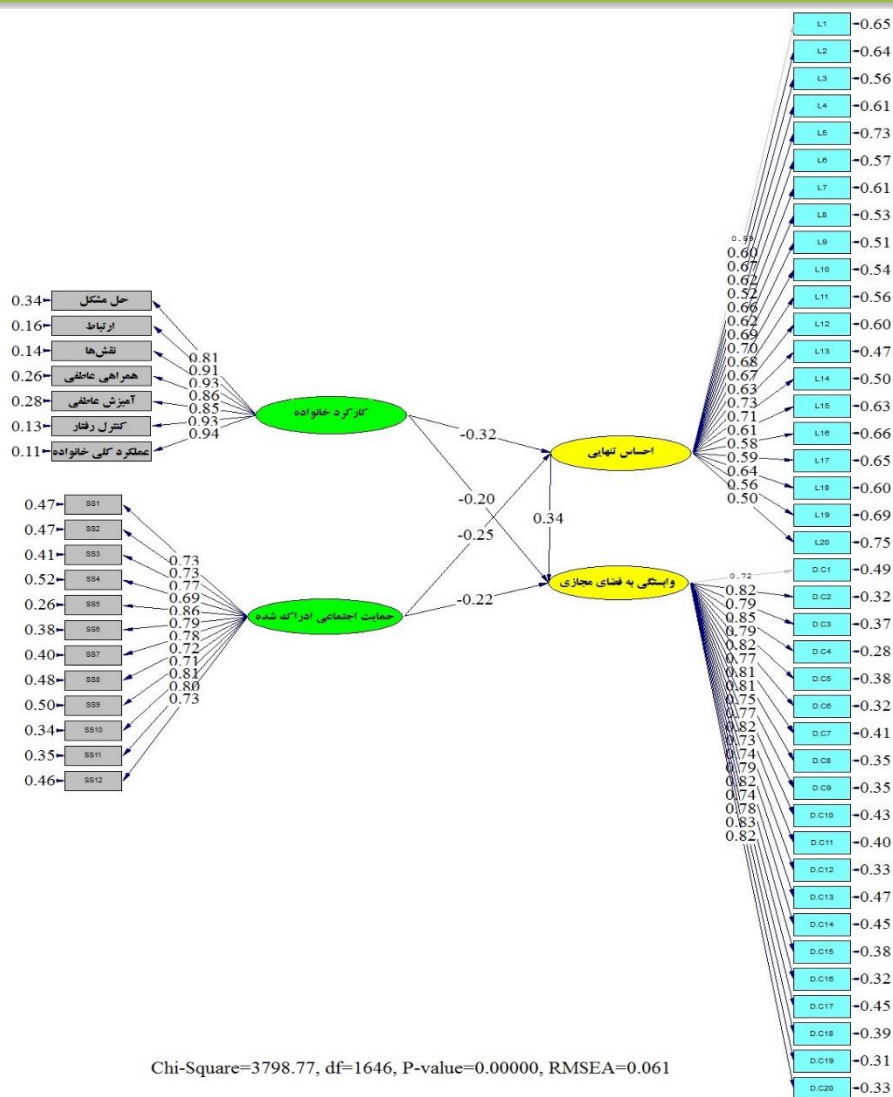 L1 0.65
L2 0.64
L3 0.56
L4 0.61
L5 0.73
L6 0.57
L7 0.61
L8 0.53
L9 0.51
L10 0.54
L11 0.56
L12 0.60
L13 0.47
L14 0.50
L15 0.63
L16 0.66
L17 0.65
L18 0.60
L19 0.69
L20 0.75
0.59
0.60
0.67
0.62
0.52
0.66
0.62
0.69
0.70
0.68
0.67
0.63
0.73
0.71
0.61
0.58
0.59
0.64
0.56
0.50
0.34 حل مشکل
0.16 ارتباط
0.14 نقش‌ها
0.26 همراهی عاطفی
0.28 آمیزش عاطفی
0.13 کنترل رفتار
0.11 عملکرد کلی خانواده
0.81
0.91
0.93
0.86
0.85
0.93
0.94
کارکرد خانواده
احساس تنهایی
-0.32
-0.20
-0.25
0.34
-0.22
حمایت اجتماعی ادراک شده
وابستگی به فضای مجازی
0.47 SS1
0.47 SS2
0.41 SS3
0.52 SS4
0.26 SS5
0.38 SS6
0.40 SS7
0.48 SS8
0.50 SS9
0.34 SS10
0.35 SS11
0.46 SS12
0.73
0.73
0.77
0.69
0.86
0.79
0.78
0.72
0.71
0.81
0.80
0.73
0.72
0.82
0.79
0.85
0.79
0.82
0.77
0.81
0.81
0.75
0.77
0.82
0.73
0.74
0.79
0.82
0.74
0.78
0.83
0.82
D.C1 0.49
D.C2 0.32
D.C3 0.37
D.C4 0.28
D.C5 0.38
D.C6 0.32
D.C7 0.41
D.C8 0.35
D.C9 0.35
D.C10 0.43
D.C11 0.40
D.C12 0.33
D.C13 0.47
D.C14 0.45
D.C15 0.38
D.C16 0.32
D.C17 0.45
D.C18 0.39
D.C19 0.31
D.C20 0.33
Chi-Square=3798.77, df=1646, P-value=0.00000, RMSEA=0.061